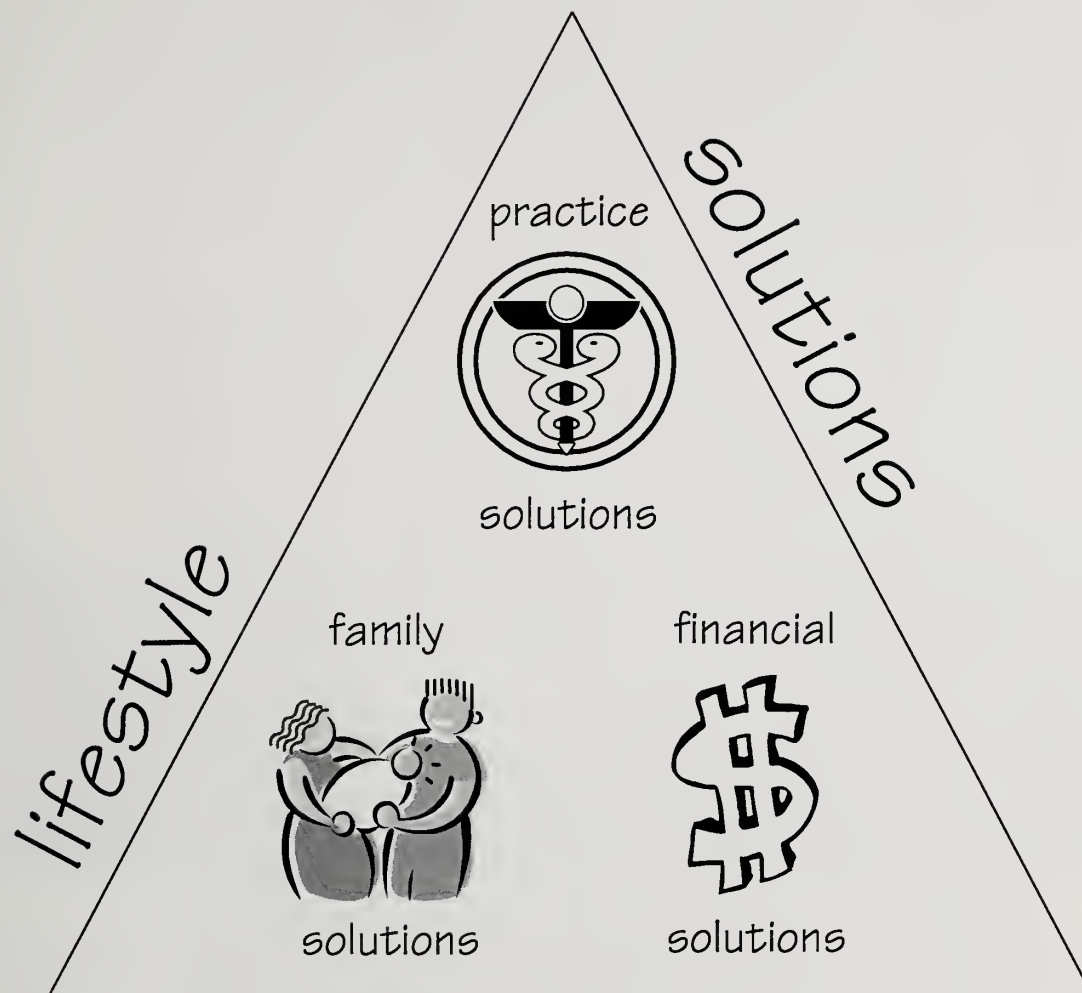 practice
solutions
lifestyle
solutions
family
solutions
financial
solutions